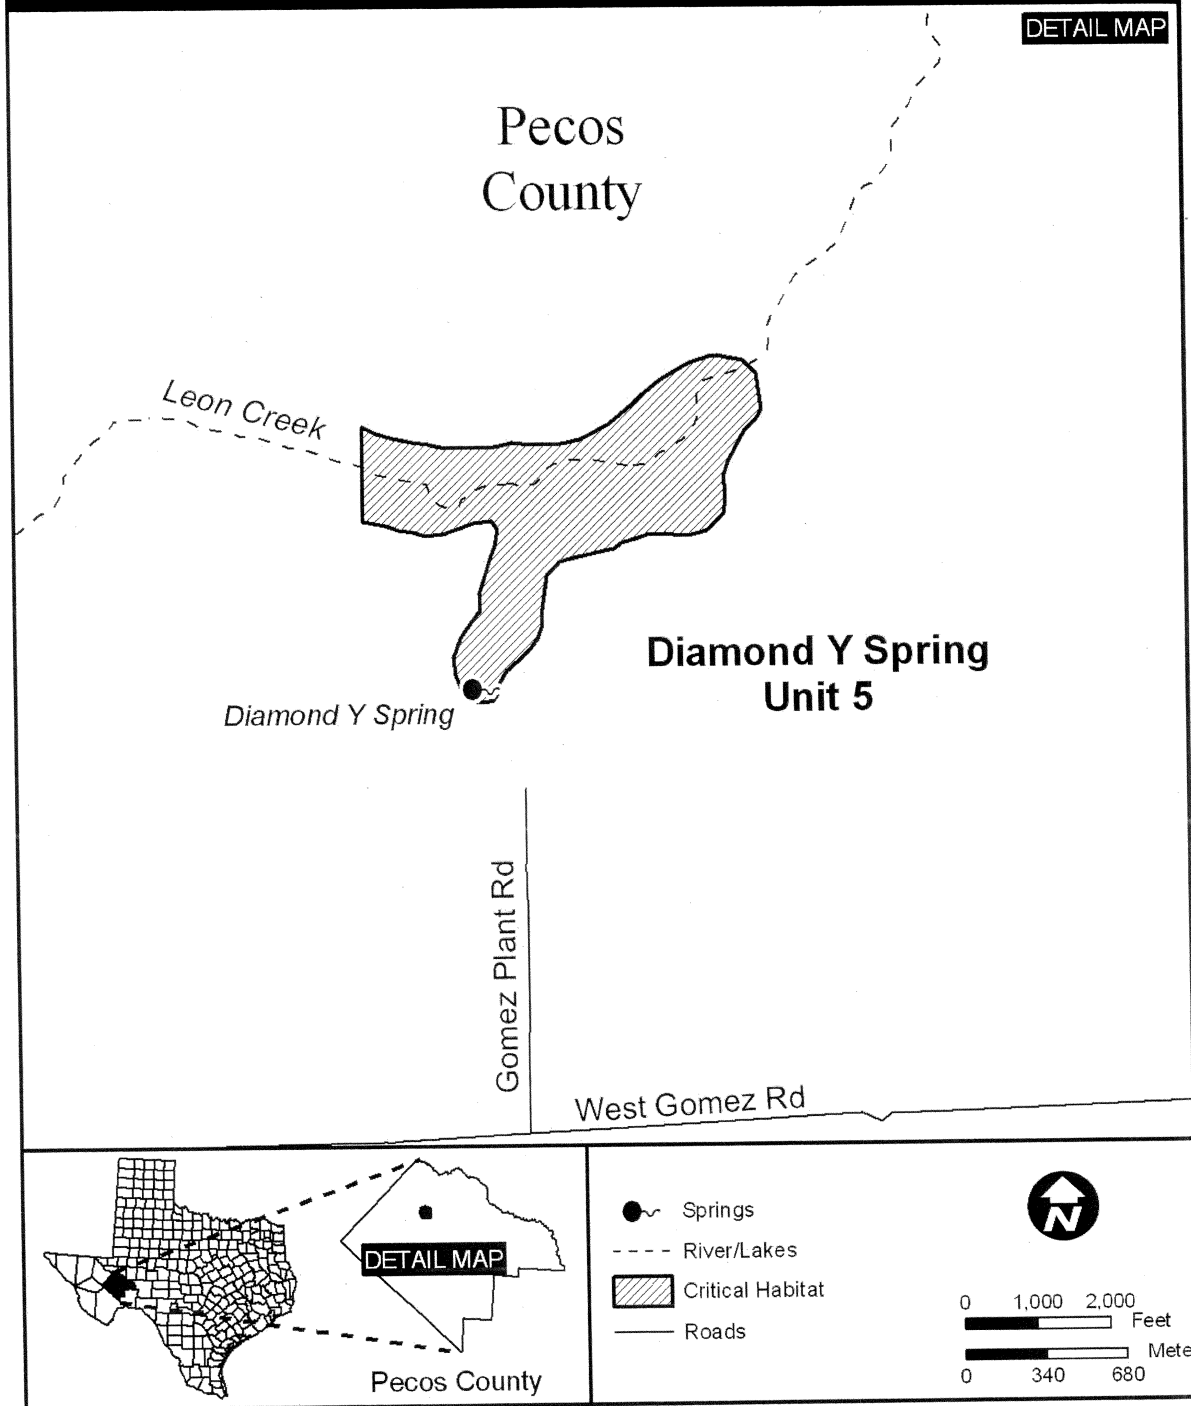 DETAIL MAP
Pecos
County
Leon Creek
Diamond Y Spring
Unit 5
Diamond Y Spring
Gomez Plant Rd
West Gomez Rd
DETAIL MAP
Pecos County
Springs
River/Lakes
Critical Habitat
Roads
N
0 1,000 2,000
Feet
Mete
0 340 680